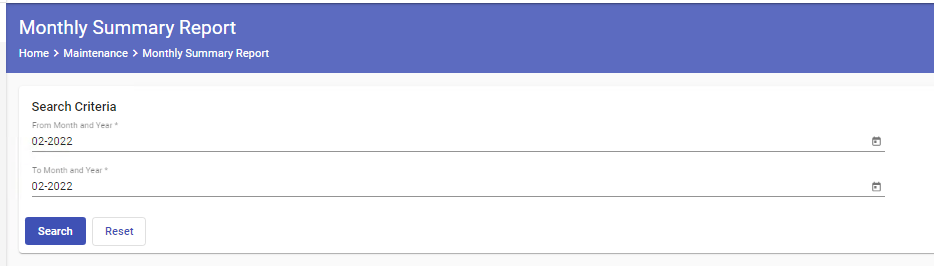 Monthly Summary Report
Home > Maintenance > Monthly Summary Report
Search Criteria
From Month and Year *
02-2022
To Month and Year *
02-2022
Search Reset